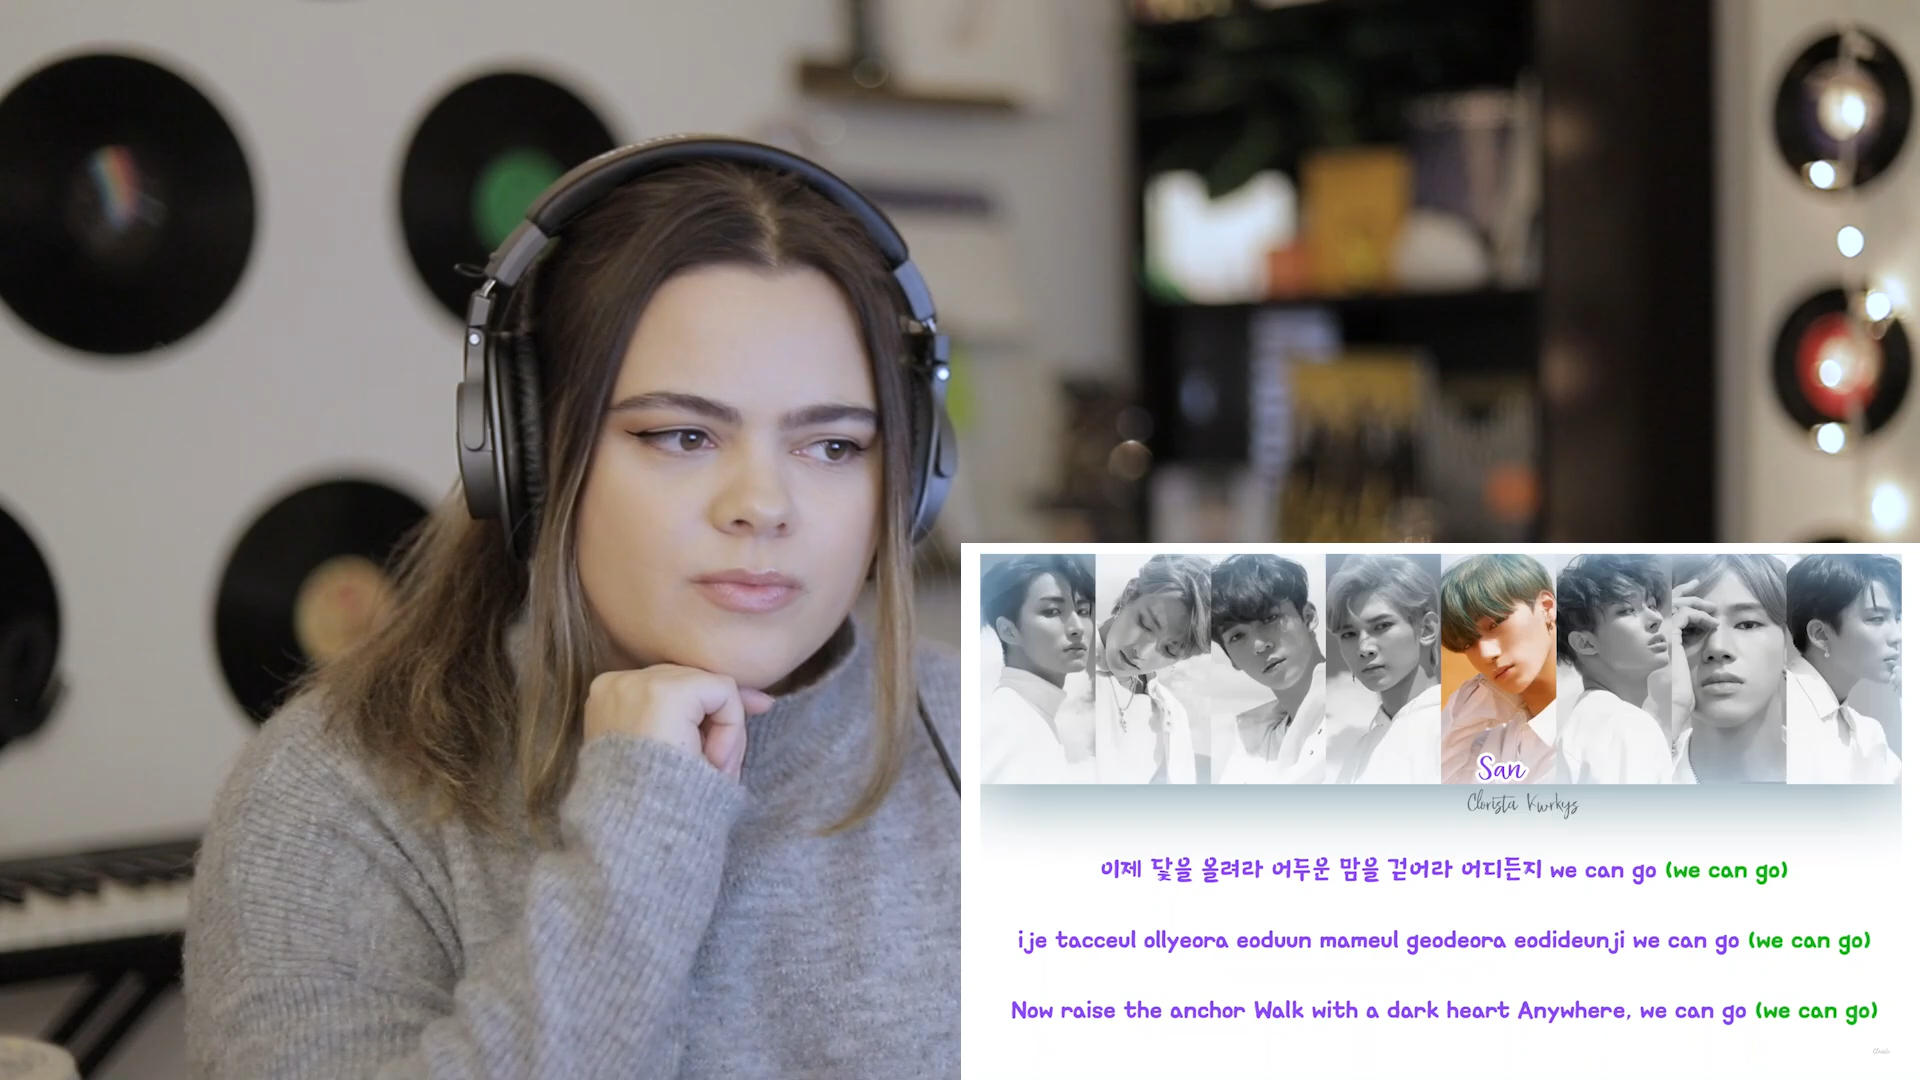 San
Clorista Kwrkys
이제 닻을 올려라 어두운 맘을 걷어라 어디든지 we can go (we can go)
ije tacceul ollyeora eoduun mameul geodeora eodideunji we can go (we can go)
Now raise the anchor Walk with a dark heart Anywhere, we can go (we can go)